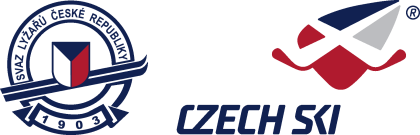 SVAZ LYŽAŘŮ ČESKÉ REPUBLIKY
1903
®
CZECH SKI